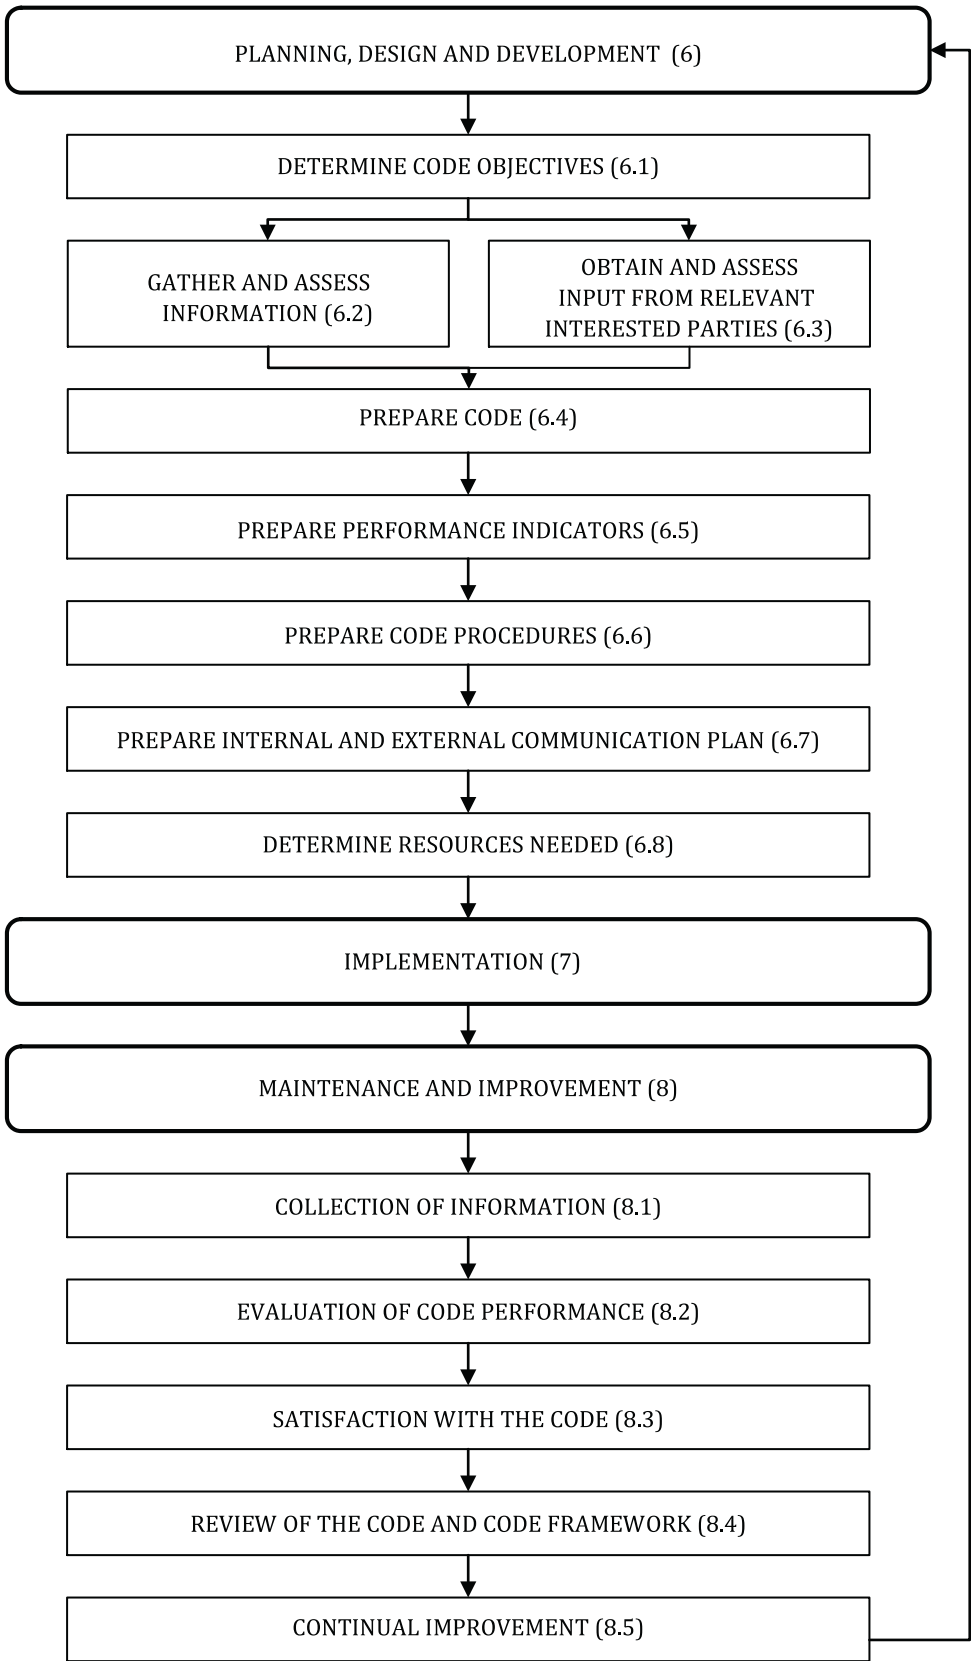 PLANNING, DESIGN AND DEVELOPMENT (6)
DETERMINE CODE OBJECTIVES (6.1)
GATHER AND ASSESS
INFORMATION (6.2)
OBTAIN AND ASSESS
INPUT FROM RELEVANT
INTERESTED PARTIES (6.3)
PREPARE CODE (6.4)
PREPARE PERFORMANCE INDICATORS (6.5)
PREPARE CODE PROCEDURES (6.6)
PREPARE INTERNAL AND EXTERNAL COMMUNICATION PLAN (6.7)
DETERMINE RESOURCES NEEDED (6.8)
IMPLEMENTATION (7)
MAINTENANCE AND IMPROVEMENT (8)
COLLECTION OF INFORMATION (8.1)
EVALUATION OF CODE PERFORMANCE (8.2)
SATISFACTION WITH THE CODE (8.3)
REVIEW OF THE CODE AND CODE FRAMEWORK (8.4)
CONTINUAL IMPROVEMENT (8.5)